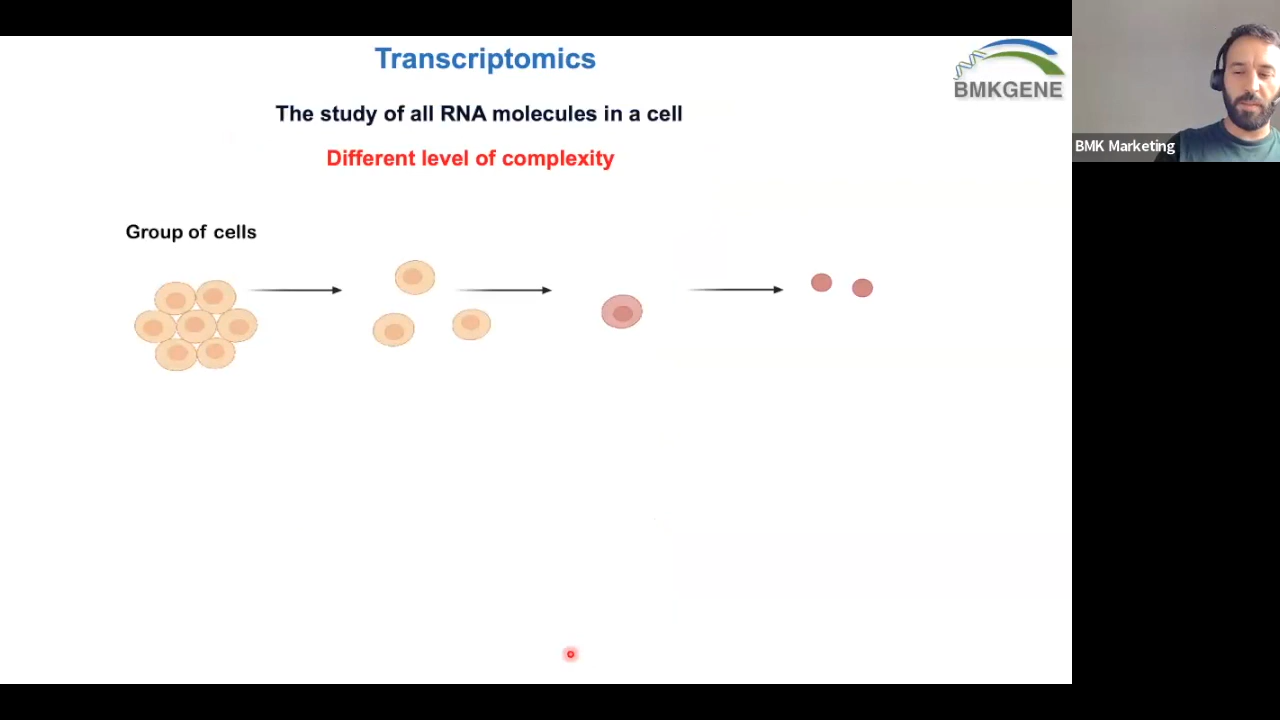 Transcriptomics
BMKGENE
The study of all RNA molecules in a cell
BMK Marketing
Different level of complexity
Group of cells